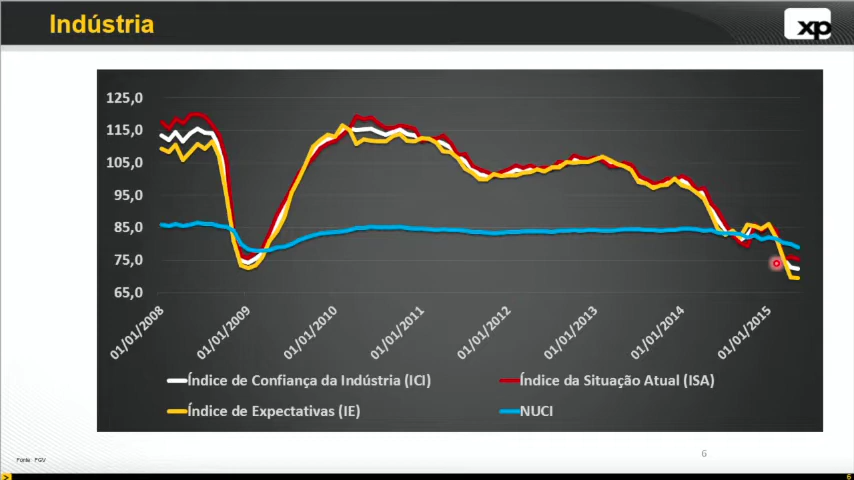 Indústria
xp
125,0
115,0
105,0
95,0
85,0
75,0
65,0
01/01/2008
01/01/2009
01/01/2010
01/01/2011
01/01/2012
01/01/2013
01/01/2014
01/01/2015
Índice de Confiança da Indústria (ICI)
Índice da Situação Atual (ISA)
Índice de Expectativas (IE)
NUCI
6
Fonte: FGV
6